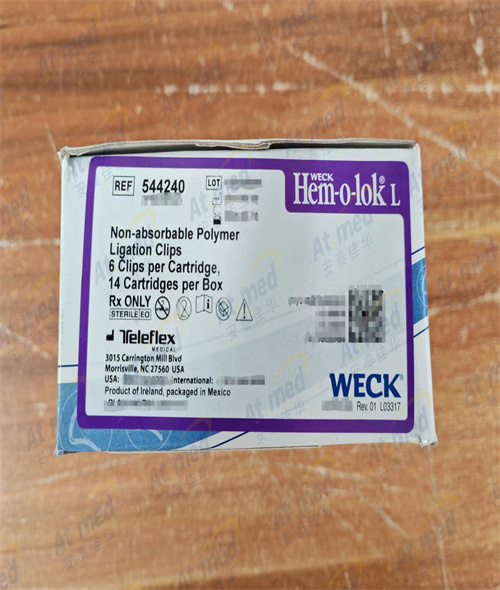 WECK
Hem-o-lok® L
REF 544240
LOT
Non-absorbable Polymer
Ligation Clips
6 Clips per Cartridge,
14 Cartridges per Box
Rx ONLY
STERILE EO
Teleflex
MEDICAL
3015 Carrington Mill Blvd
Morrisville, NC 27560 USA
USA: International:
Product of Ireland, packaged in Mexico
WECK®
Rev. 01 L03317
At med
安泰佳华